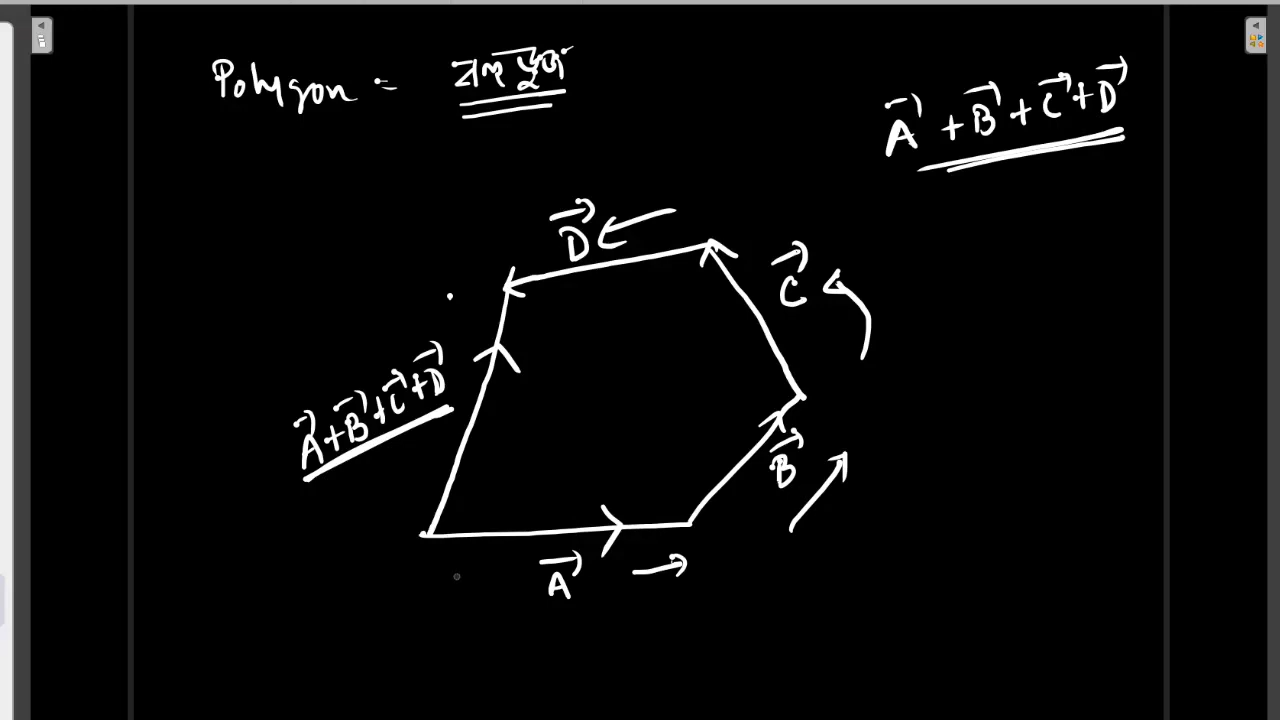 Polygon = বহুভুজ
A⃗ + B⃗ + C⃗ + D⃗
D⃗
C⃗
A⃗ + B⃗ + C⃗ + D⃗
B⃗
A⃗